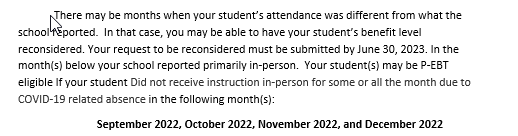 There may be months when your student's attendance was different from what the
school reported. In that case, you may be able to have your student's benefit level
reconsidered. Your request to be reconsidered must be submitted by June 30, 2023. In the
month(s) below your school reported primarily in-person. Your student(s) may be P-EBT
eligible If your student Did not receive instruction in-person for some or all the month due to
COVID-19 related absence in the following month(s):
September 2022, October 2022, November 2022, and December 2022